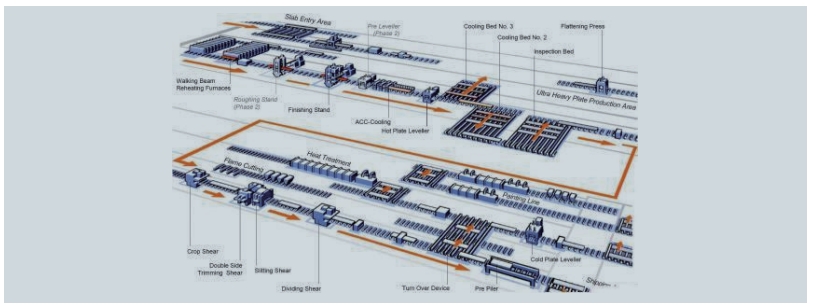 Slab Entry Area
Pre Leveller
(Phase 2)
Cooling Bed No. 3
Cooling Bed No. 2
Inspection Bed
Flattening Press
Walking Beam
Reheating Furnaces
Roughing Stand
(Phase 2)
Finishing Stand
ACC-Cooling
Hot Plate Leveller
Ultra Heavy Plate Production Area
Heat Treatment
Flame Cutting
Painting Line
Crop Shear
Double Side
Trimming Shear
Slitting Shear
Dividing Shear
Turn Over Device
Pre Piler
Cold Plate Leveller
Shipping